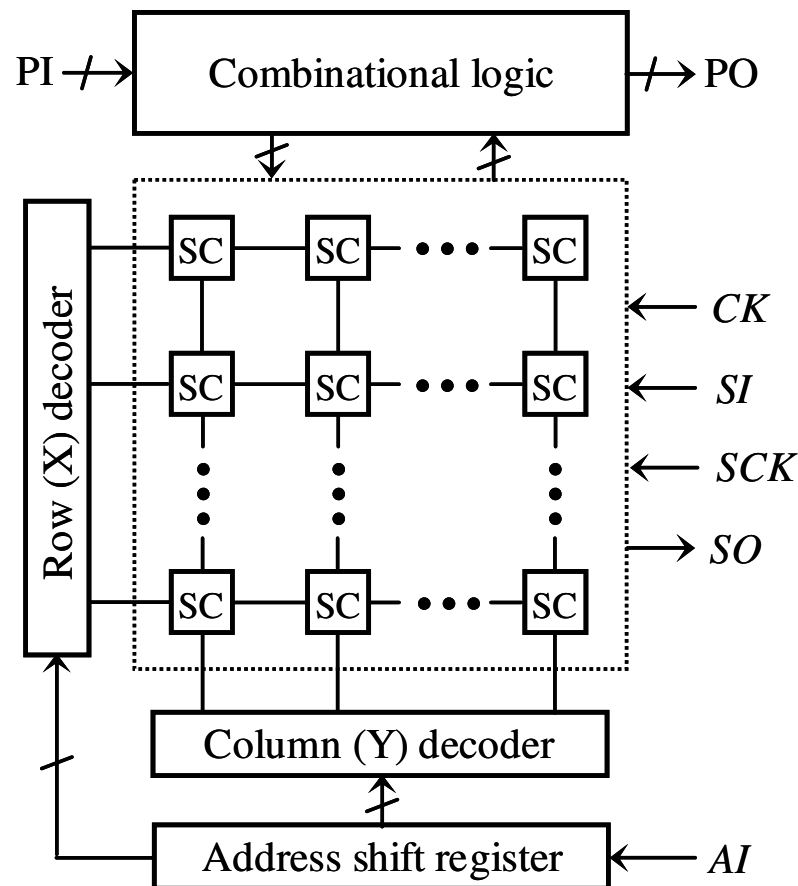 PI
Combinational logic
PO
Row (X) decoder
SC SC SC
CK
SC SC SC
SI
SCK
SO
SC SC SC
Column (Y) decoder
Address shift register
AI